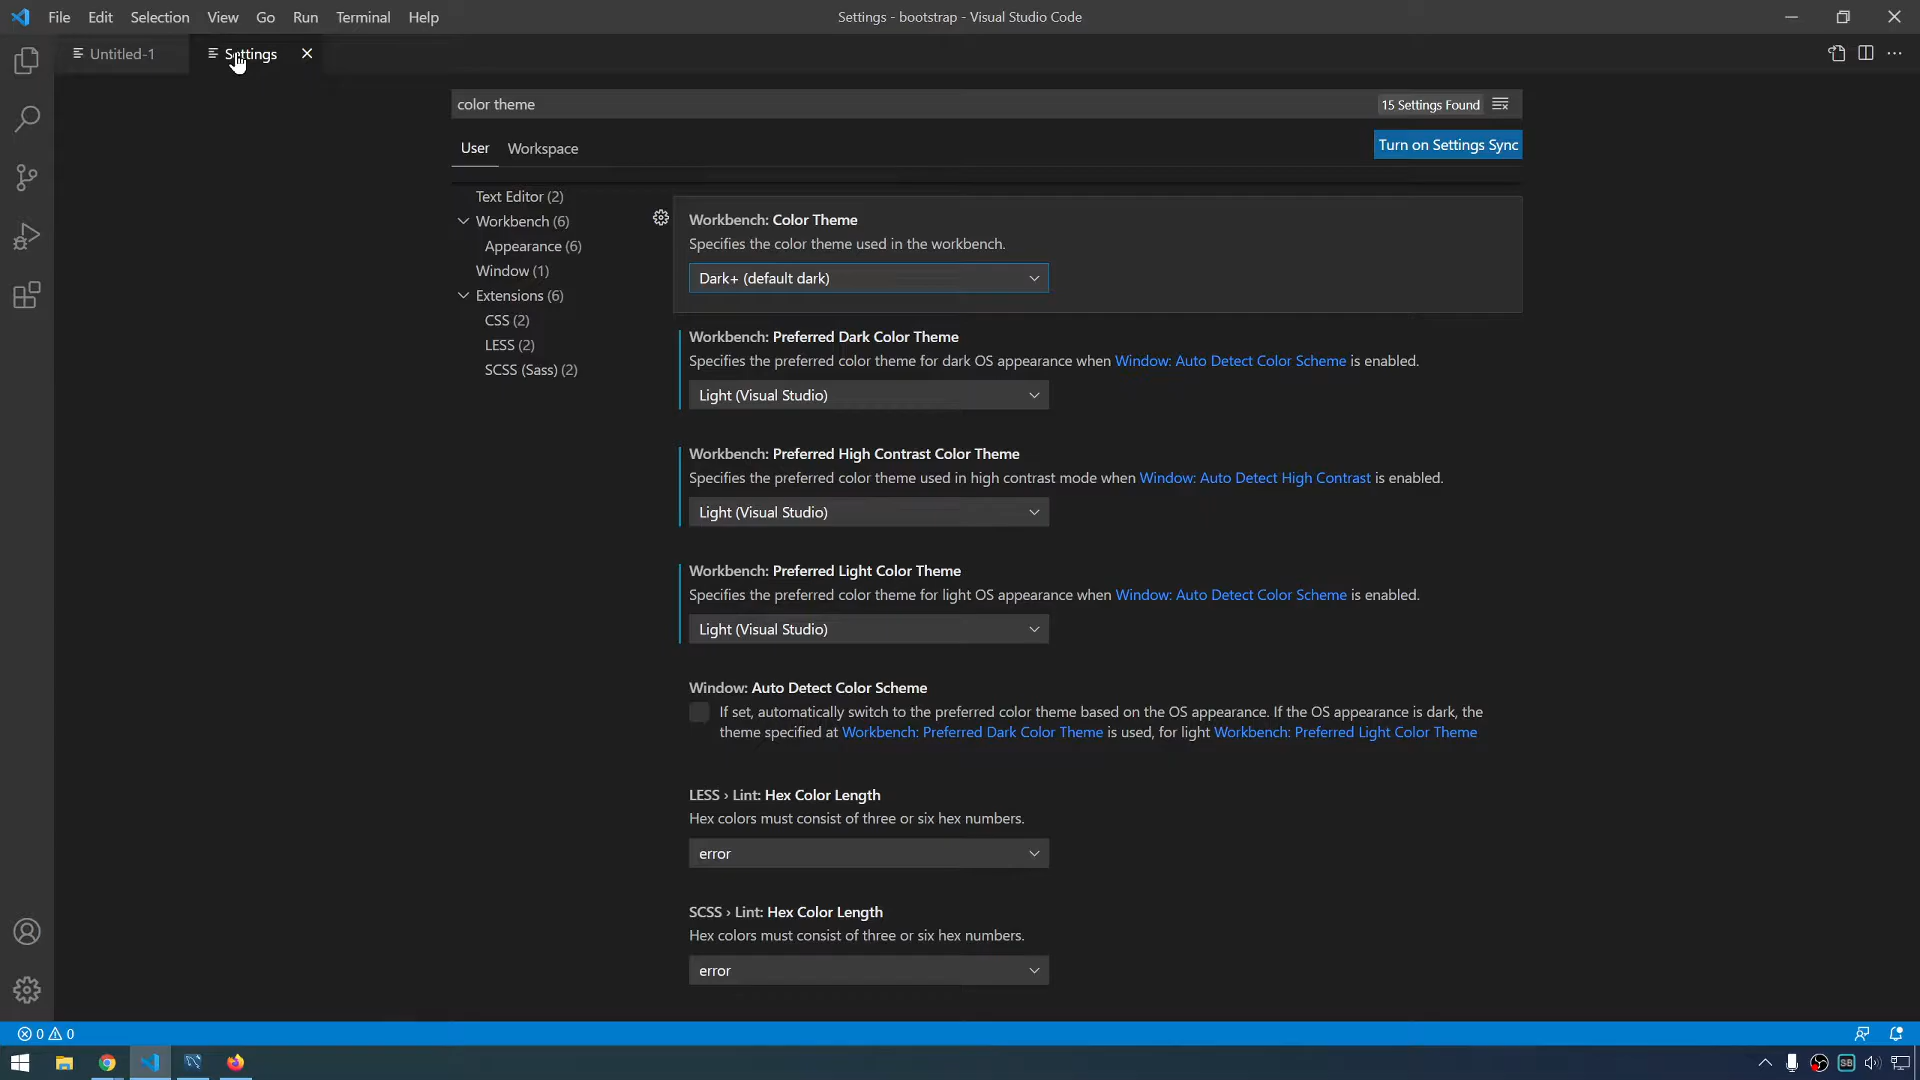 File Edit Selection View Go Run Terminal Help
Settings - bootstrap - Visual Studio Code
Untitled-1
Settings
color theme
15 Settings Found
User Workspace
Turn on Settings Sync
Text Editor (2)
Workbench (6)
Appearance (6)
Window (1)
Extensions (6)
CSS (2)
LESS (2)
SCSS (Sass) (2)
Workbench: Color Theme
Specifies the color theme used in the workbench.
Dark+ (default dark)
Workbench: Preferred Dark Color Theme
Specifies the preferred color theme for dark OS appearance when Window: Auto Detect Color Scheme is enabled.
Light (Visual Studio)
Workbench: Preferred High Contrast Color Theme
Specifies the preferred color theme used in high contrast mode when Window: Auto Detect High Contrast is enabled.
Light (Visual Studio)
Workbench: Preferred Light Color Theme
Specifies the preferred color theme for light OS appearance when Window: Auto Detect Color Scheme is enabled.
Light (Visual Studio)
Window: Auto Detect Color Scheme
If set, automatically switch to the preferred color theme based on the OS appearance. If the OS appearance is dark, the
theme specified at Workbench: Preferred Dark Color Theme is used, for light Workbench: Preferred Light Color Theme
LESS › Lint: Hex Color Length
Hex colors must consist of three or six hex numbers.
error
SCSS › Lint: Hex Color Length
Hex colors must consist of three or six hex numbers.
error
0 0
SB